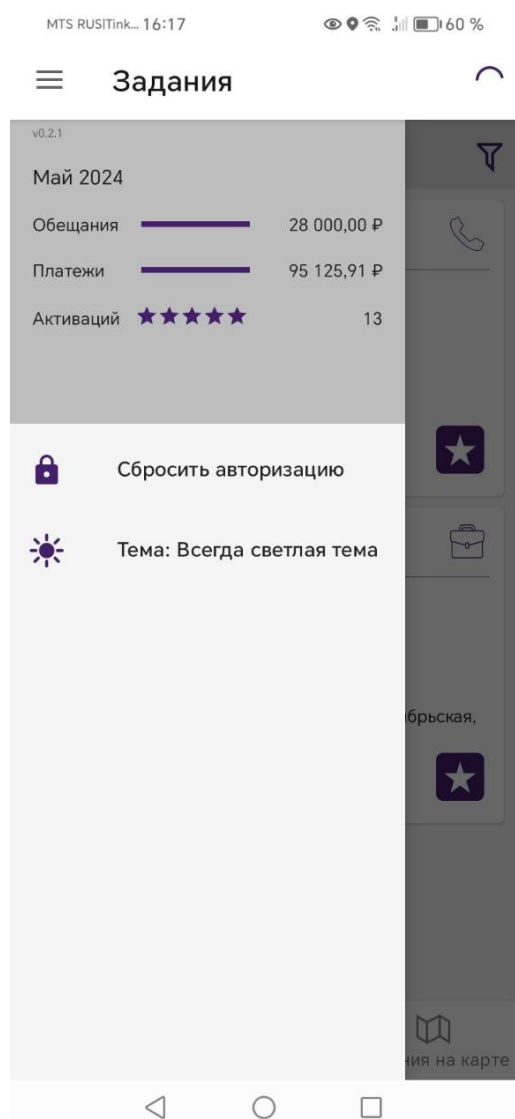 MTS RUS|Tink... 16:17 60 %
Задания
v0.2.1
Май 2024
Обещания 28 000,00 ₽
Платежи 95 125,91 ₽
Активаций 13
Сбросить авторизацию
Тема: Всегда светлая тема
брьская,
ия на карте